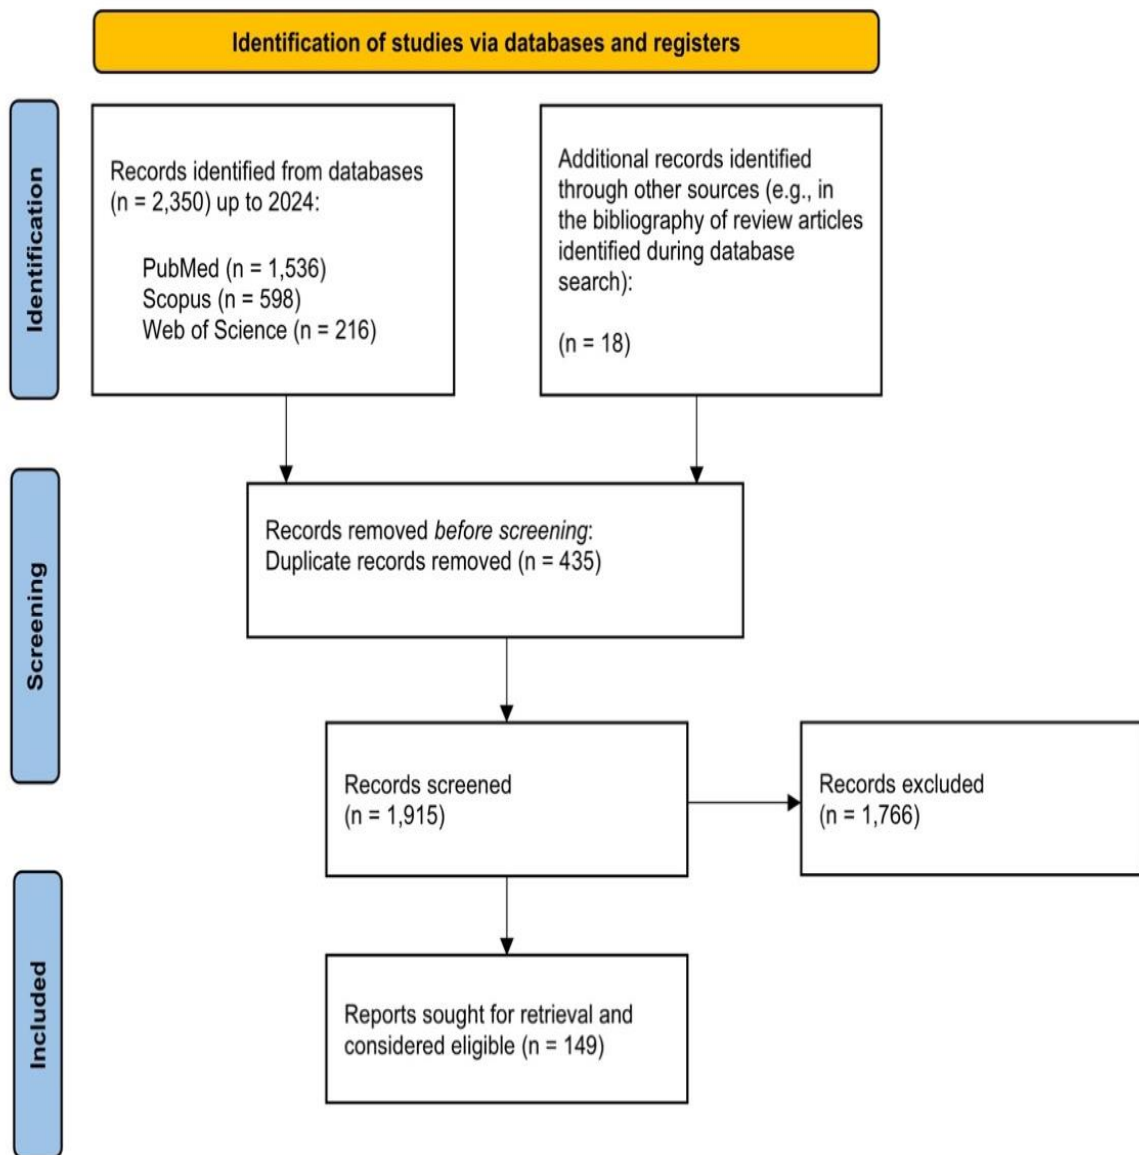 Identification of studies via databases and registers
Identification
Records identified from databases
(n = 2,350) up to 2024:
PubMed (n = 1,536)
Scopus (n = 598)
Web of Science (n = 216)
Additional records identified
through other sources (e.g., in
the bibliography of review articles
identified during database
search):
(n = 18)
Screening
Records removed before screening:
Duplicate records removed (n = 435)
Records screened
(n = 1,915)
Records excluded
(n = 1,766)
Included
Reports sought for retrieval and
considered eligible (n = 149)